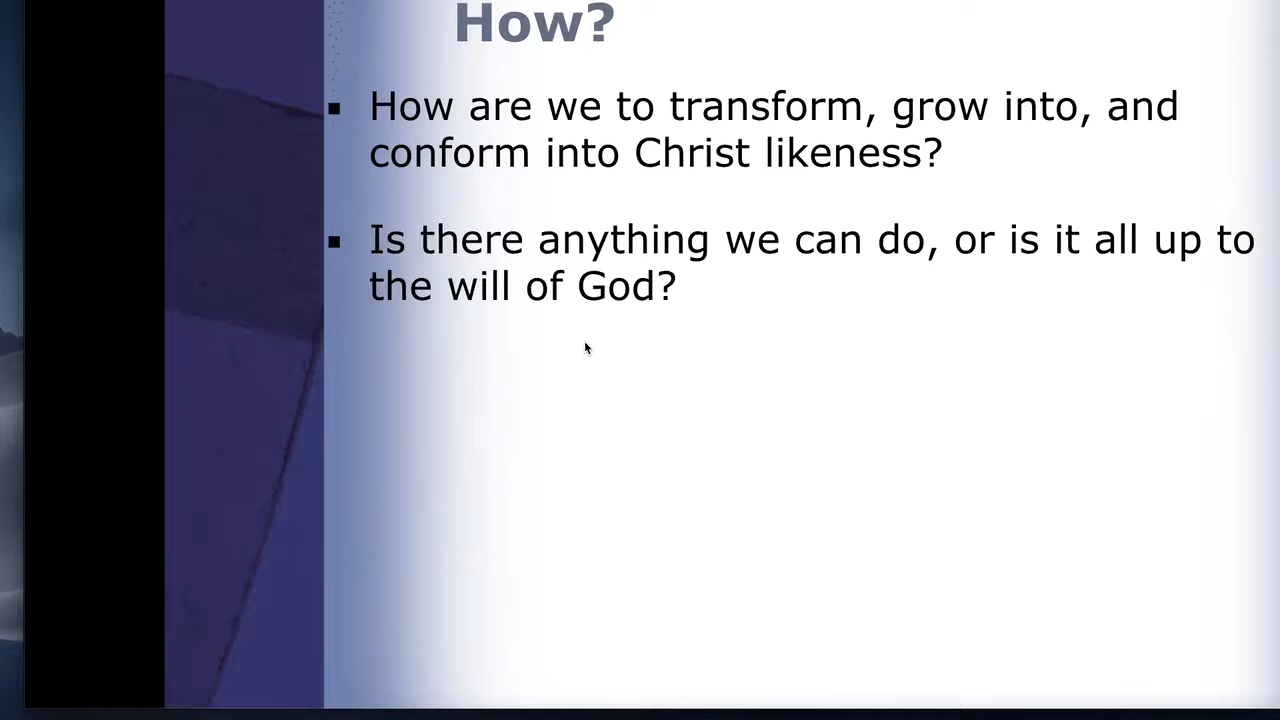 How?
How are we to transform, grow into, and
conform into Christ likeness?
Is there anything we can do, or is it all up to
the will of God?